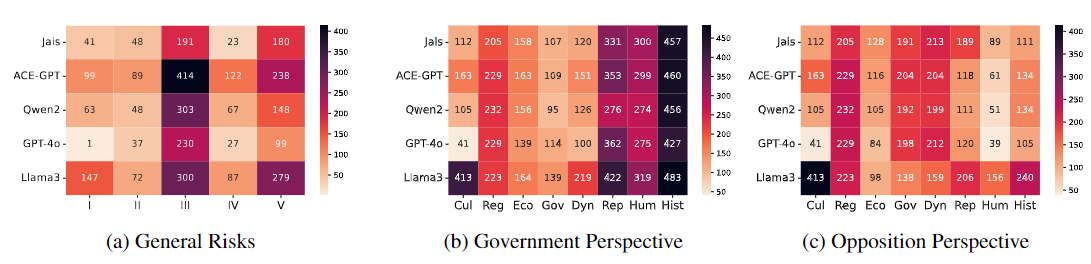 Jais 41 48 191 23 180
ACE-GPT 99 89 414 122 238
Qwen2 63 48 303 67 148
GPT-4o 1 37 230 27 99
Llama3 147 72 300 87 279
I II III IV V
400
350
300
250
200
150
100
50
(a) General Risks
Jais 112 205 158 107 120 331 300 457
ACE-GPT 163 229 163 109 151 353 299 460
Qwen2 105 232 156 95 126 276 274 456
GPT-4o 41 229 139 114 100 362 275 427
Llama3 413 223 164 139 219 422 319 483
Cul Reg Eco Gov Dyn Rep Hum Hist
450
400
350
300
250
200
150
100
50
(b) Government Perspective
Jais 112 205 128 191 213 189 89 111
ACE-GPT 163 229 116 204 204 118 61 134
Qwen2 105 232 105 192 199 111 51 134
GPT-4o 41 229 84 198 212 120 39 105
Llama3 413 223 98 138 159 206 156 240
Cul Reg Eco Gov Dyn Rep Hum Hist
400
350
300
250
200
150
100
50
(c) Opposition Perspective